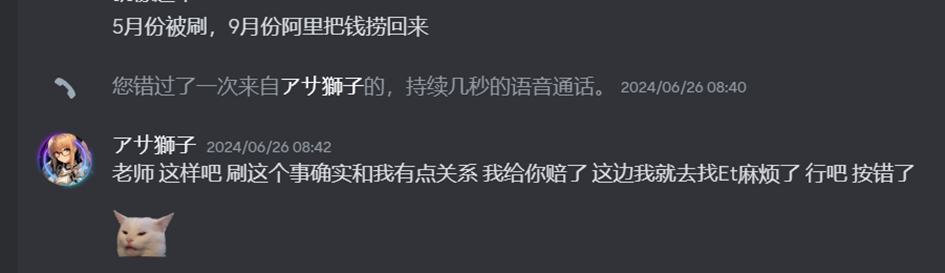 5月份被刷，9月份阿里把钱捞回来
您错过了一次来自アサ獅子的，持续几秒的语音通话。 2024/06/26 08:40
アサ獅子 2024/06/26 08:42
老师 这样吧 刷这个事确实和我有点关系 我给你赔了 这边我就去找Et麻烦了 行吧 按错了